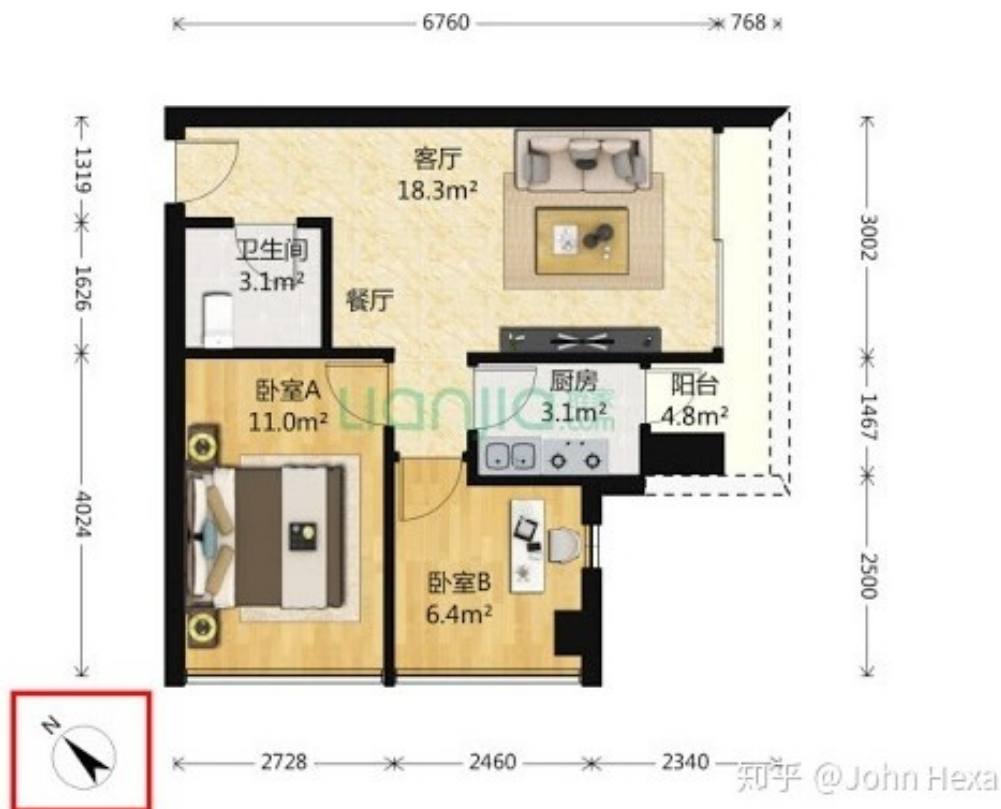 6760
768
1319
1626
4024
3002
1467
2500
客厅
18.3m²
卫生间
3.1m²
餐厅
卧室A
11.0m²
厨房
3.1m²
阳台
4.8m²
lianjia.com
卧室B
6.4m²
N
2728
2460
2340
知乎 @John Hexa